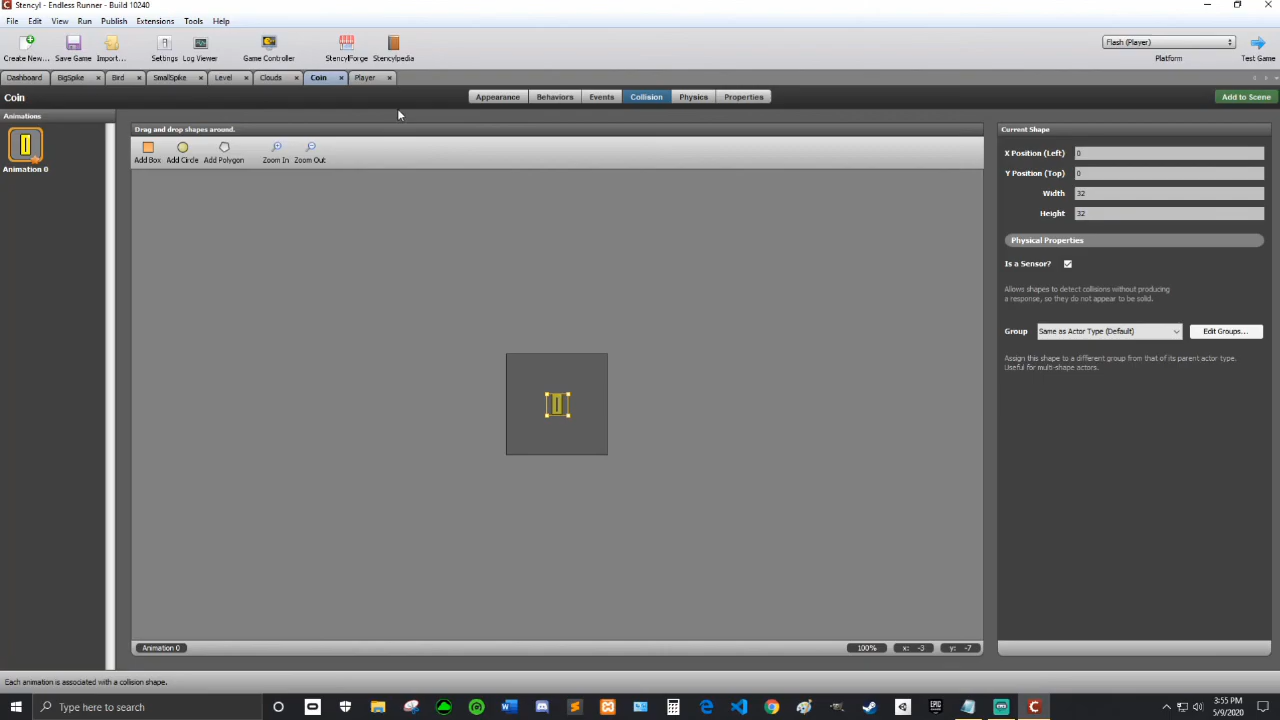 Stencyl - Endless Runner - Build 10240
File Edit View Run Publish Extensions Tools Help
Create New... Save Game Import... Settings Log Viewer Game Controller StencylForge Stencylpedia
Flash (Player)
Platform
Test Game
Dashboard BigSpike Bird SmallSpike Level Clouds Coin Player
Coin
Appearance Behaviors Events Collision Physics Properties
Add to Scene
Animations
Animation 0
Drag and drop shapes around.
Add Box Add Circle Add Polygon Zoom In Zoom Out
Current Shape
X Position (Left) 0
Y Position (Top) 0
Width 32
Height 32
Physical Properties
Is a Sensor?
Allows shapes to detect collisions without producing
a response, so they do not appear to be solid.
Group Same as Actor Type (Default) Edit Groups...
Assign this shape to a different group from that of its parent actor type.
Useful for multi-shape actors.
Animation 0 100% x: -3 y: -7
Each animation is associated with a collision shape.
Type here to search
3:55 PM
5/9/2020